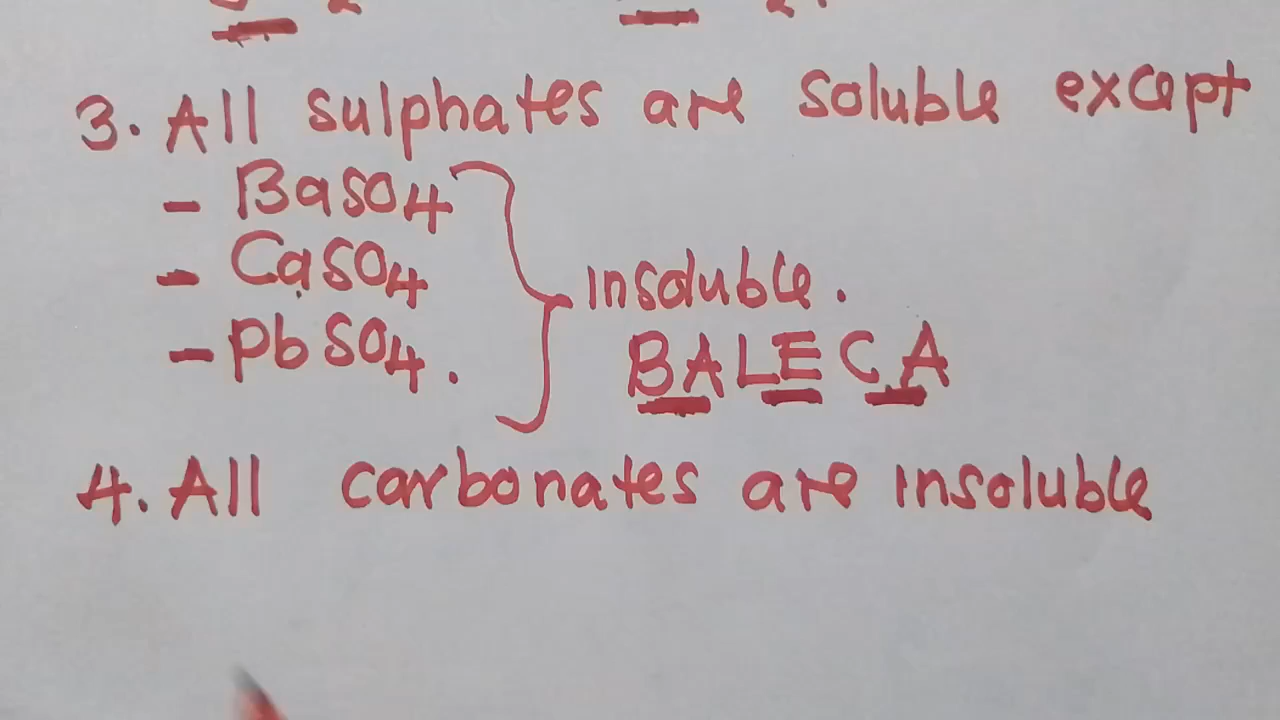 3. All sulphates are soluble except
- BaSO4
- CaSO4
insoluble.
- PbSO4.
BALECA
4. All carbonates are insoluble